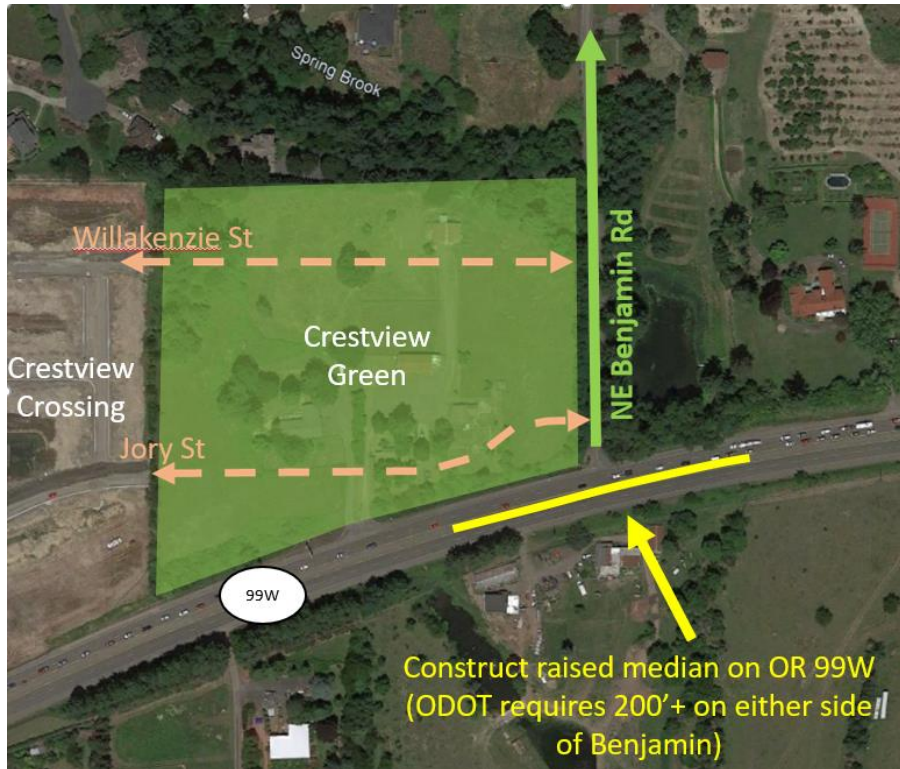 Spring Brook
Willakenzie St
NE Benjamin Rd
Crestview
Green
Crestview
Crossing
Jory St
99W
Construct raised median on OR 99W
(ODOT requires 200’+ on either side
of Benjamin)